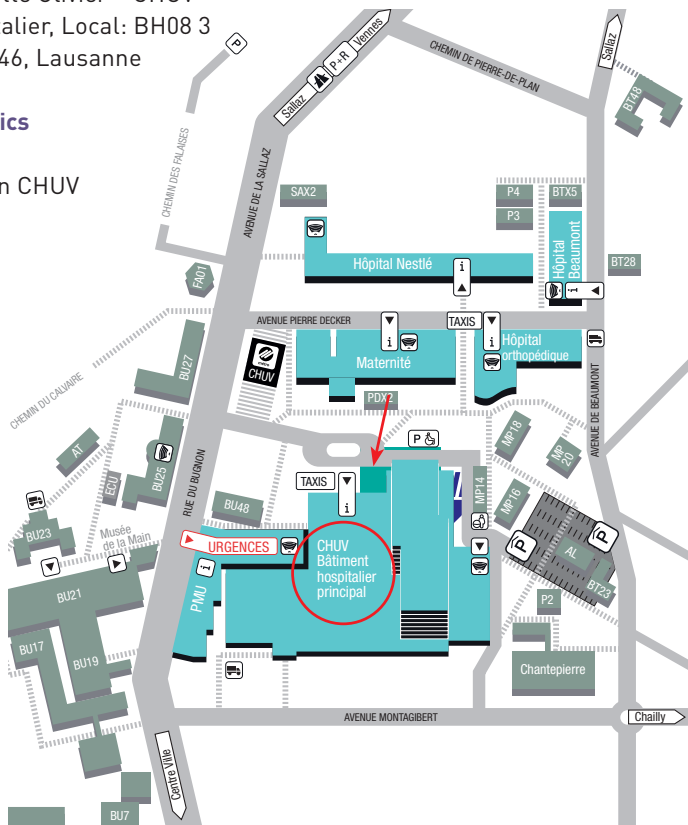 CHUV
talier, Local: BH08 3
46, Lausanne
ics
n CHUV
P
Sallaz
P+R
Vennes
CHEMIN DE PIERRE-DE-PLAN
Sallaz
BT48
CHEMIN DES FALAISES
AVENUE DE LA SALLAZ
SAX2
P4
P3
BTX5
Hôpital Nestlé
i
Hôpital
Beaumont
i
BT28
FA01
AVENUE PIERRE DECKER
TAXIS
i
i
Maternité
Hôpital
orthopédique
CHUV
BU27
CHEMIN DU CALVAIRE
PDX2
AVENUE DE BEAUMONT
AT
ECU
BU25
RUE DU BUGNON
P
MP18
MP
20
TAXIS
i
MP14
MP16
BU48
BU23
Musée
de la Main
URGENCES
CHUV
Bâtiment
hospitalier
principal
P
P
AL
BT23
PMU
i
BU21
P2
BU17
BU19
Chantepierre
AVENUE MONTAGIBERT
Chailly
Centre Ville
BU7